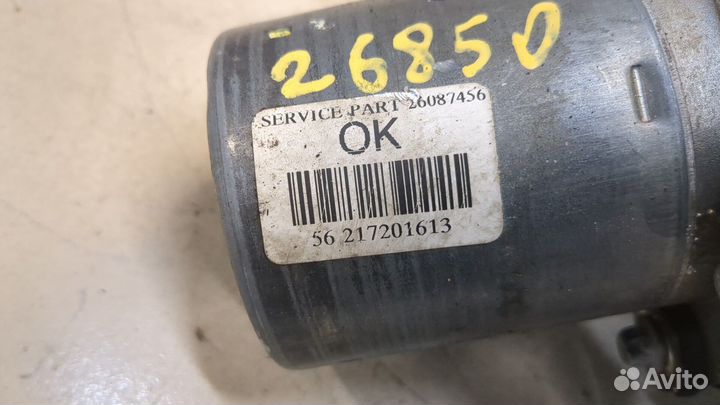 26850
SERVICE PART 26087456
OK
56 217201613
Avito